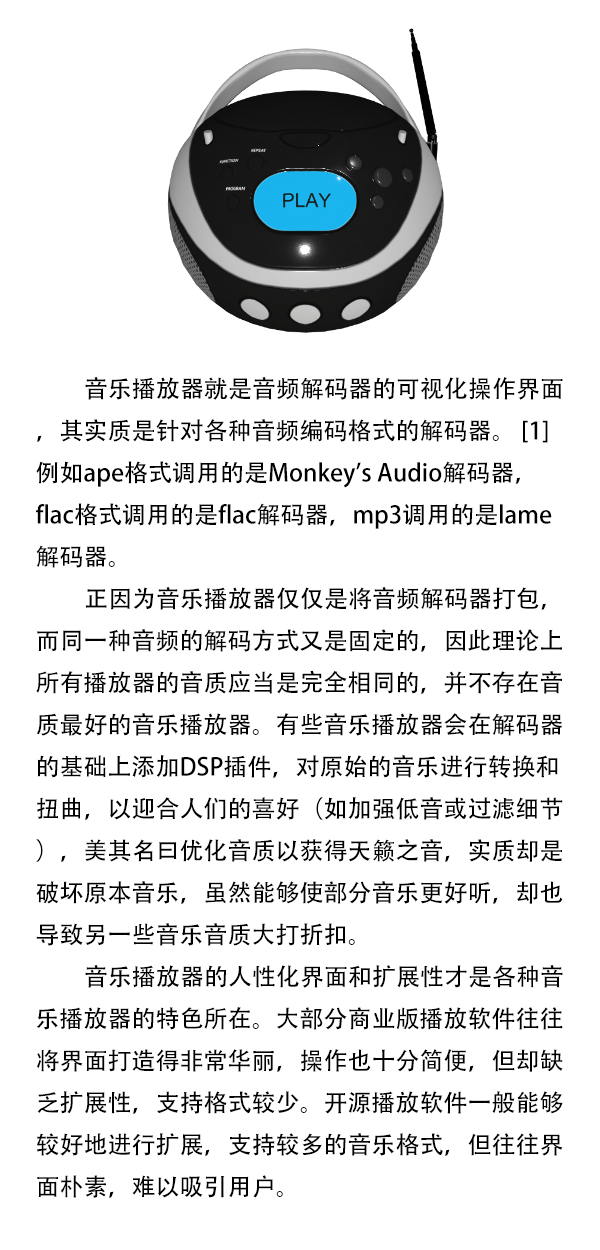 REPEAT
FUNCTION
PROGRAM
PLAY
音乐播放器就是音频解码器的可视化操作界面
，其实质是针对各种音频编码格式的解码器。 [1]
例如ape格式调用的是Monkey’s Audio解码器，
flac格式调用的是flac解码器，mp3调用的是lame
解码器。
正因为音乐播放器仅仅是将音频解码器打包，
而同一种音频的解码方式又是固定的，因此理论上
所有播放器的音质应当是完全相同的，并不存在音
质最好的音乐播放器。有些音乐播放器会在解码器
的基础上添加DSP插件，对原始的音乐进行转换和
扭曲，以迎合人们的喜好（如加强低音或过滤细节
），美其名曰优化音质以获得天籁之音，实质却是
破坏原本音乐，虽然能够使部分音乐更好听，却也
导致另一些音乐音质大打折扣。
音乐播放器的人性化界面和扩展性才是各种音
乐播放器的特色所在。大部分商业版播放软件往往
将界面打造得非常华丽，操作也十分简便，但却缺
乏扩展性，支持格式较少。开源播放软件一般能够
较好地进行扩展，支持较多的音乐格式，但往往界
面朴素，难以吸引用户。